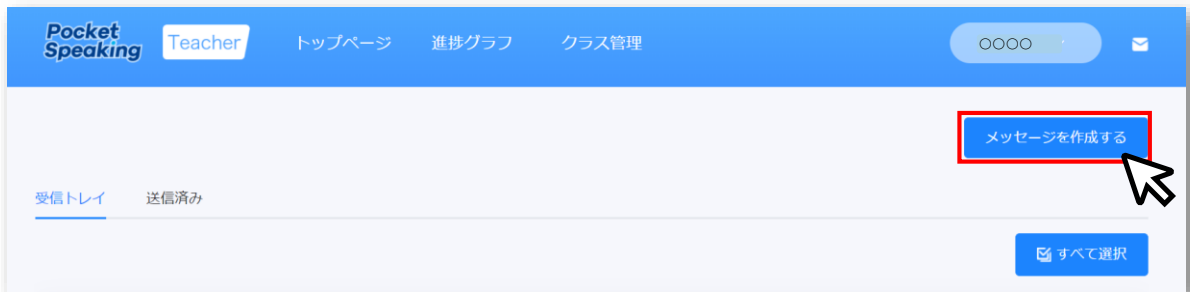 Pocket
Speaking
Teacher
トップページ
進捗グラフ
クラス管理
○○○○
メッセージを作成する
受信トレイ
送信済み
すべて選択